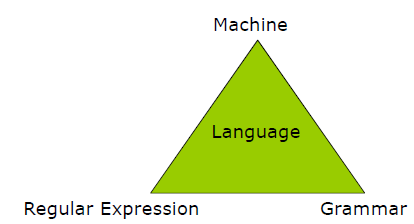 Machine
Language
Regular Expression
Grammar